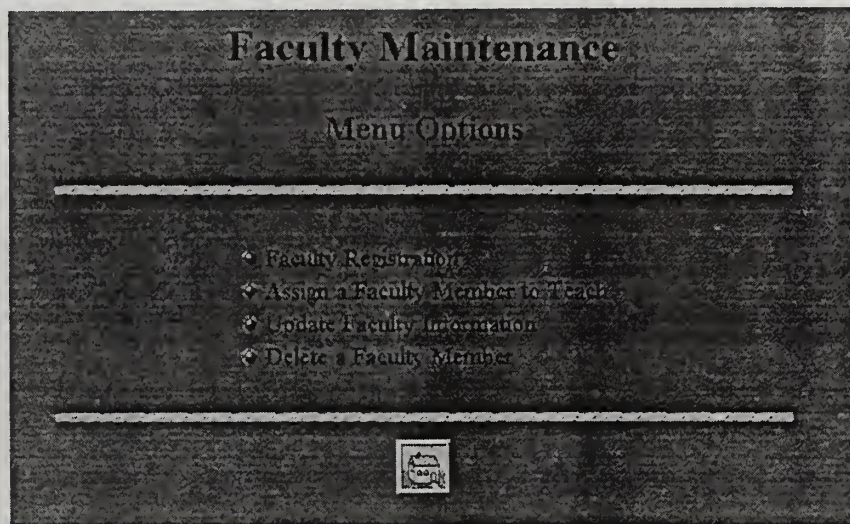 Faculty Maintenance
Menu Options
Faculty Registration
Assign a Faculty Member to Teach
Update Faculty Information
Delete a Faculty Member